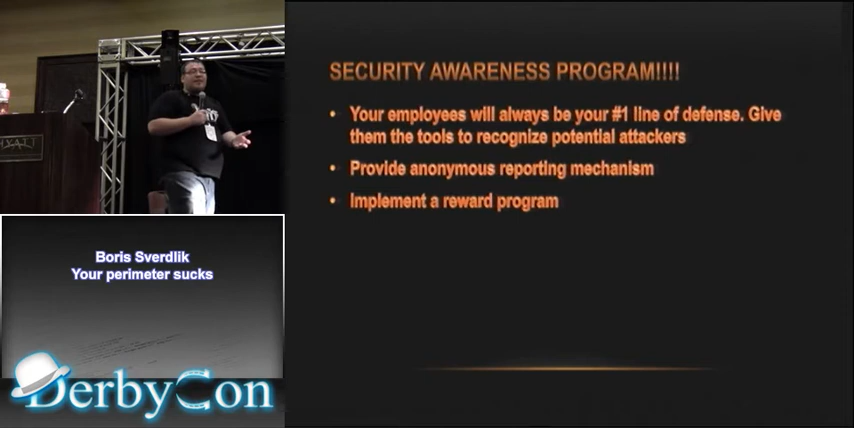 SECURITY AWARENESS PROGRAM!!!!
• Your employees will always be your #1 line of defense. Give
them the tools to recognize potential attackers
• Provide anonymous reporting mechanism
• Implement a reward program
HYATT
Boris Sverdlik
Your perimeter sucks
DerbyCon